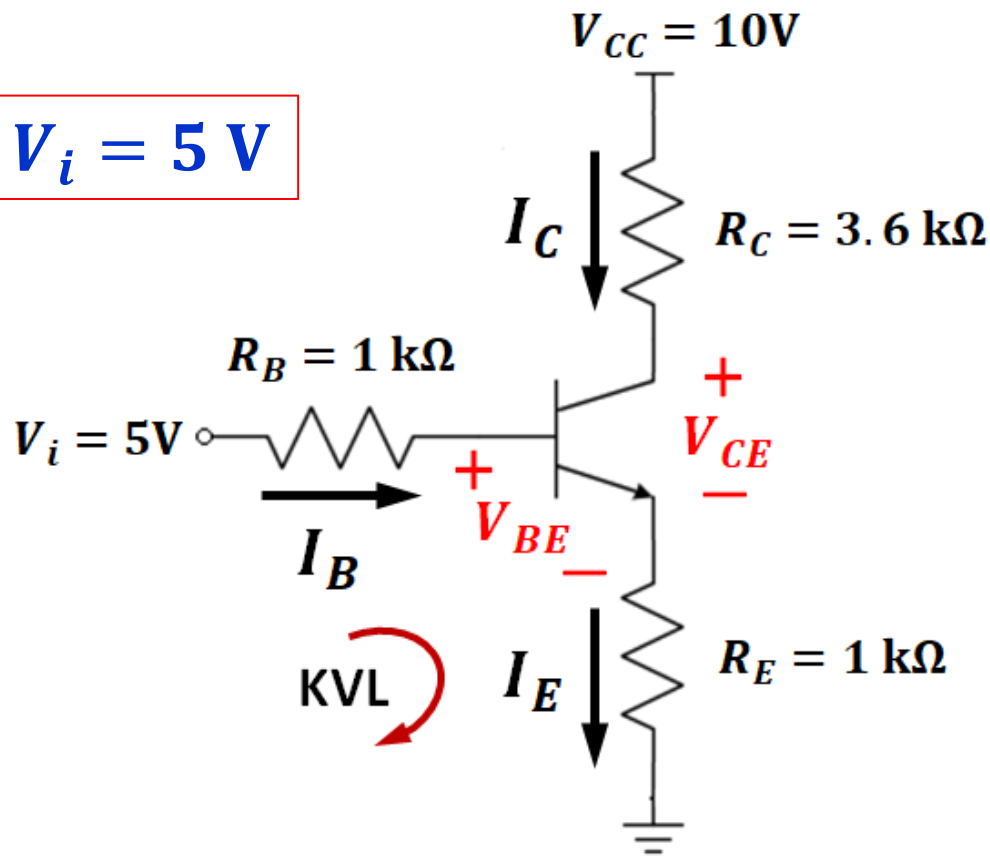 V_CC = 10V
V_i = 5 V
I_C
R_C = 3.6 kΩ
R_B = 1 kΩ
V_i = 5V
+
V_CE
−
+
V_BE
−
I_B
KVL
I_E
R_E = 1 kΩ